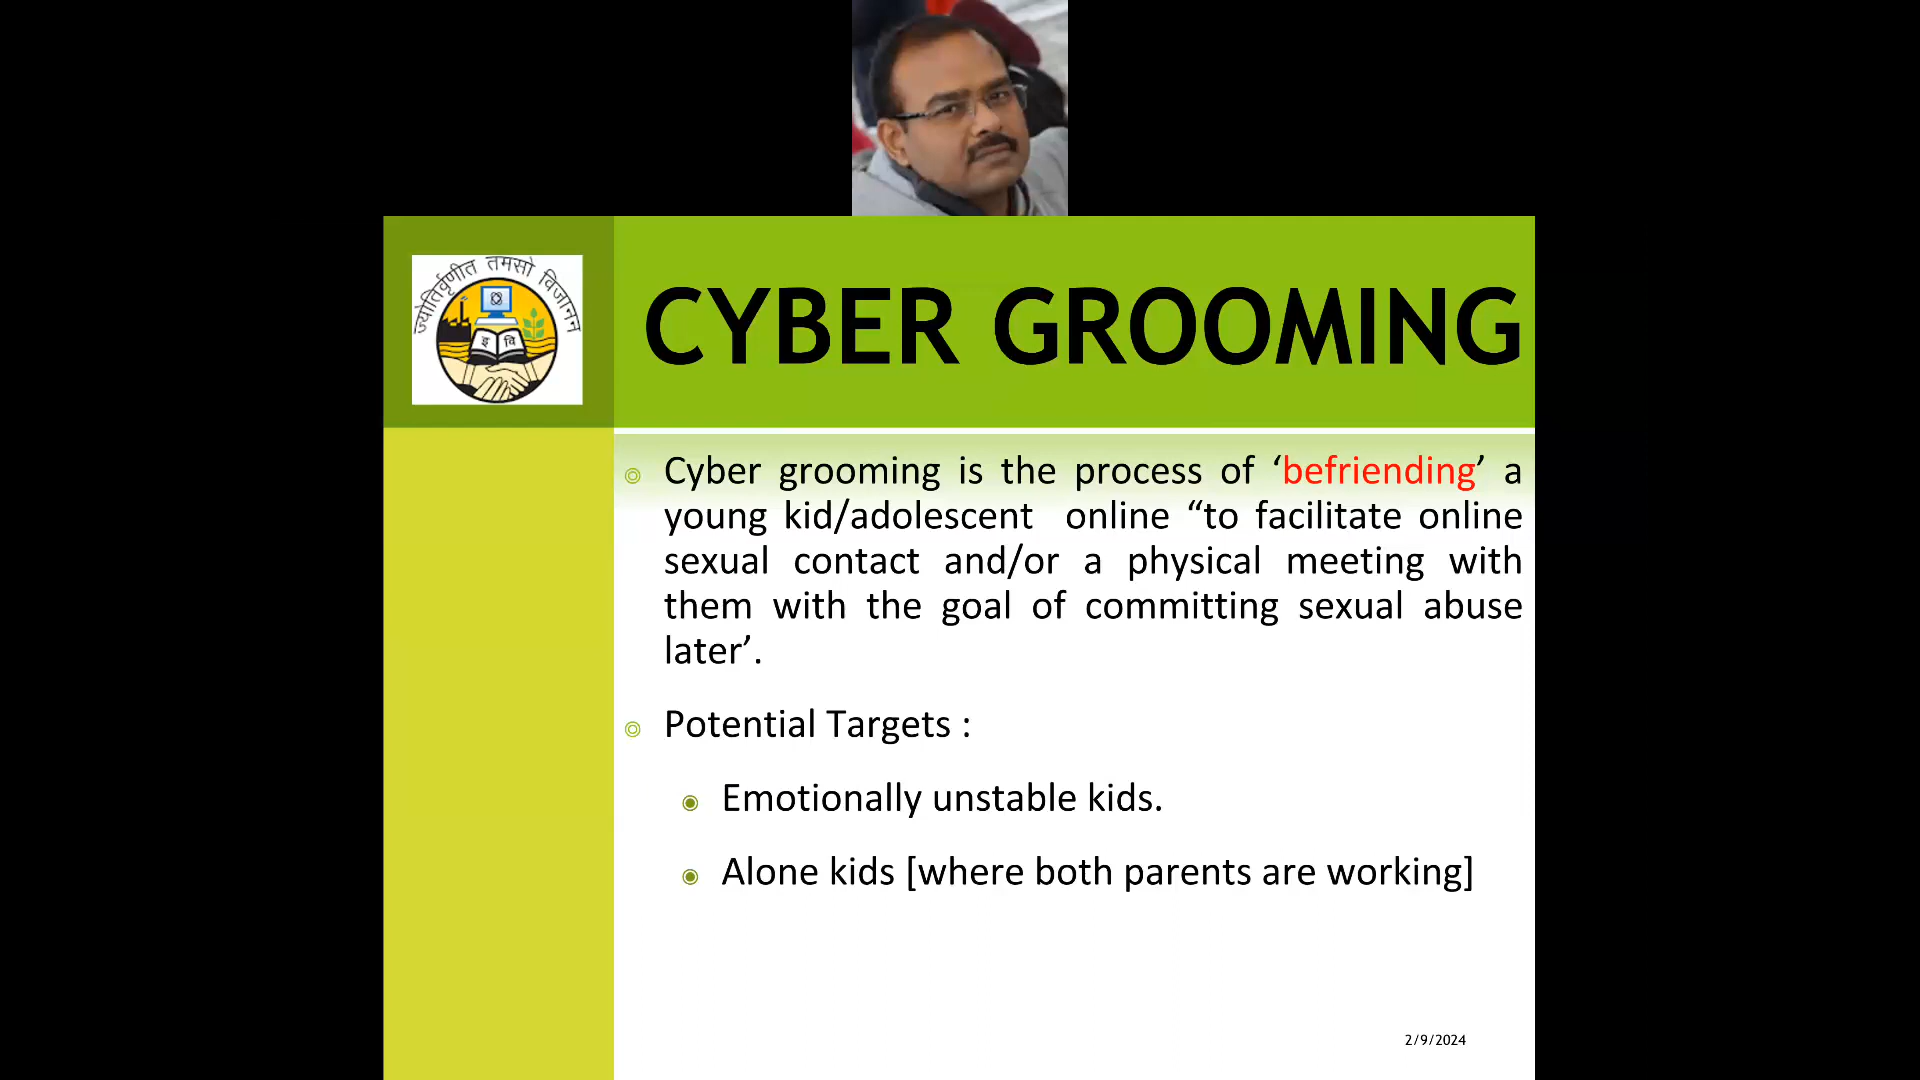 ज्योतिर्वृणीत तमसो विजानन
इ वि
CYBER GROOMING
Cyber grooming is the process of ‘befriending’ a
young kid/adolescent online “to facilitate online
sexual contact and/or a physical meeting with
them with the goal of committing sexual abuse
later’.
Potential Targets :
Emotionally unstable kids.
Alone kids [where both parents are working]
2/9/2024